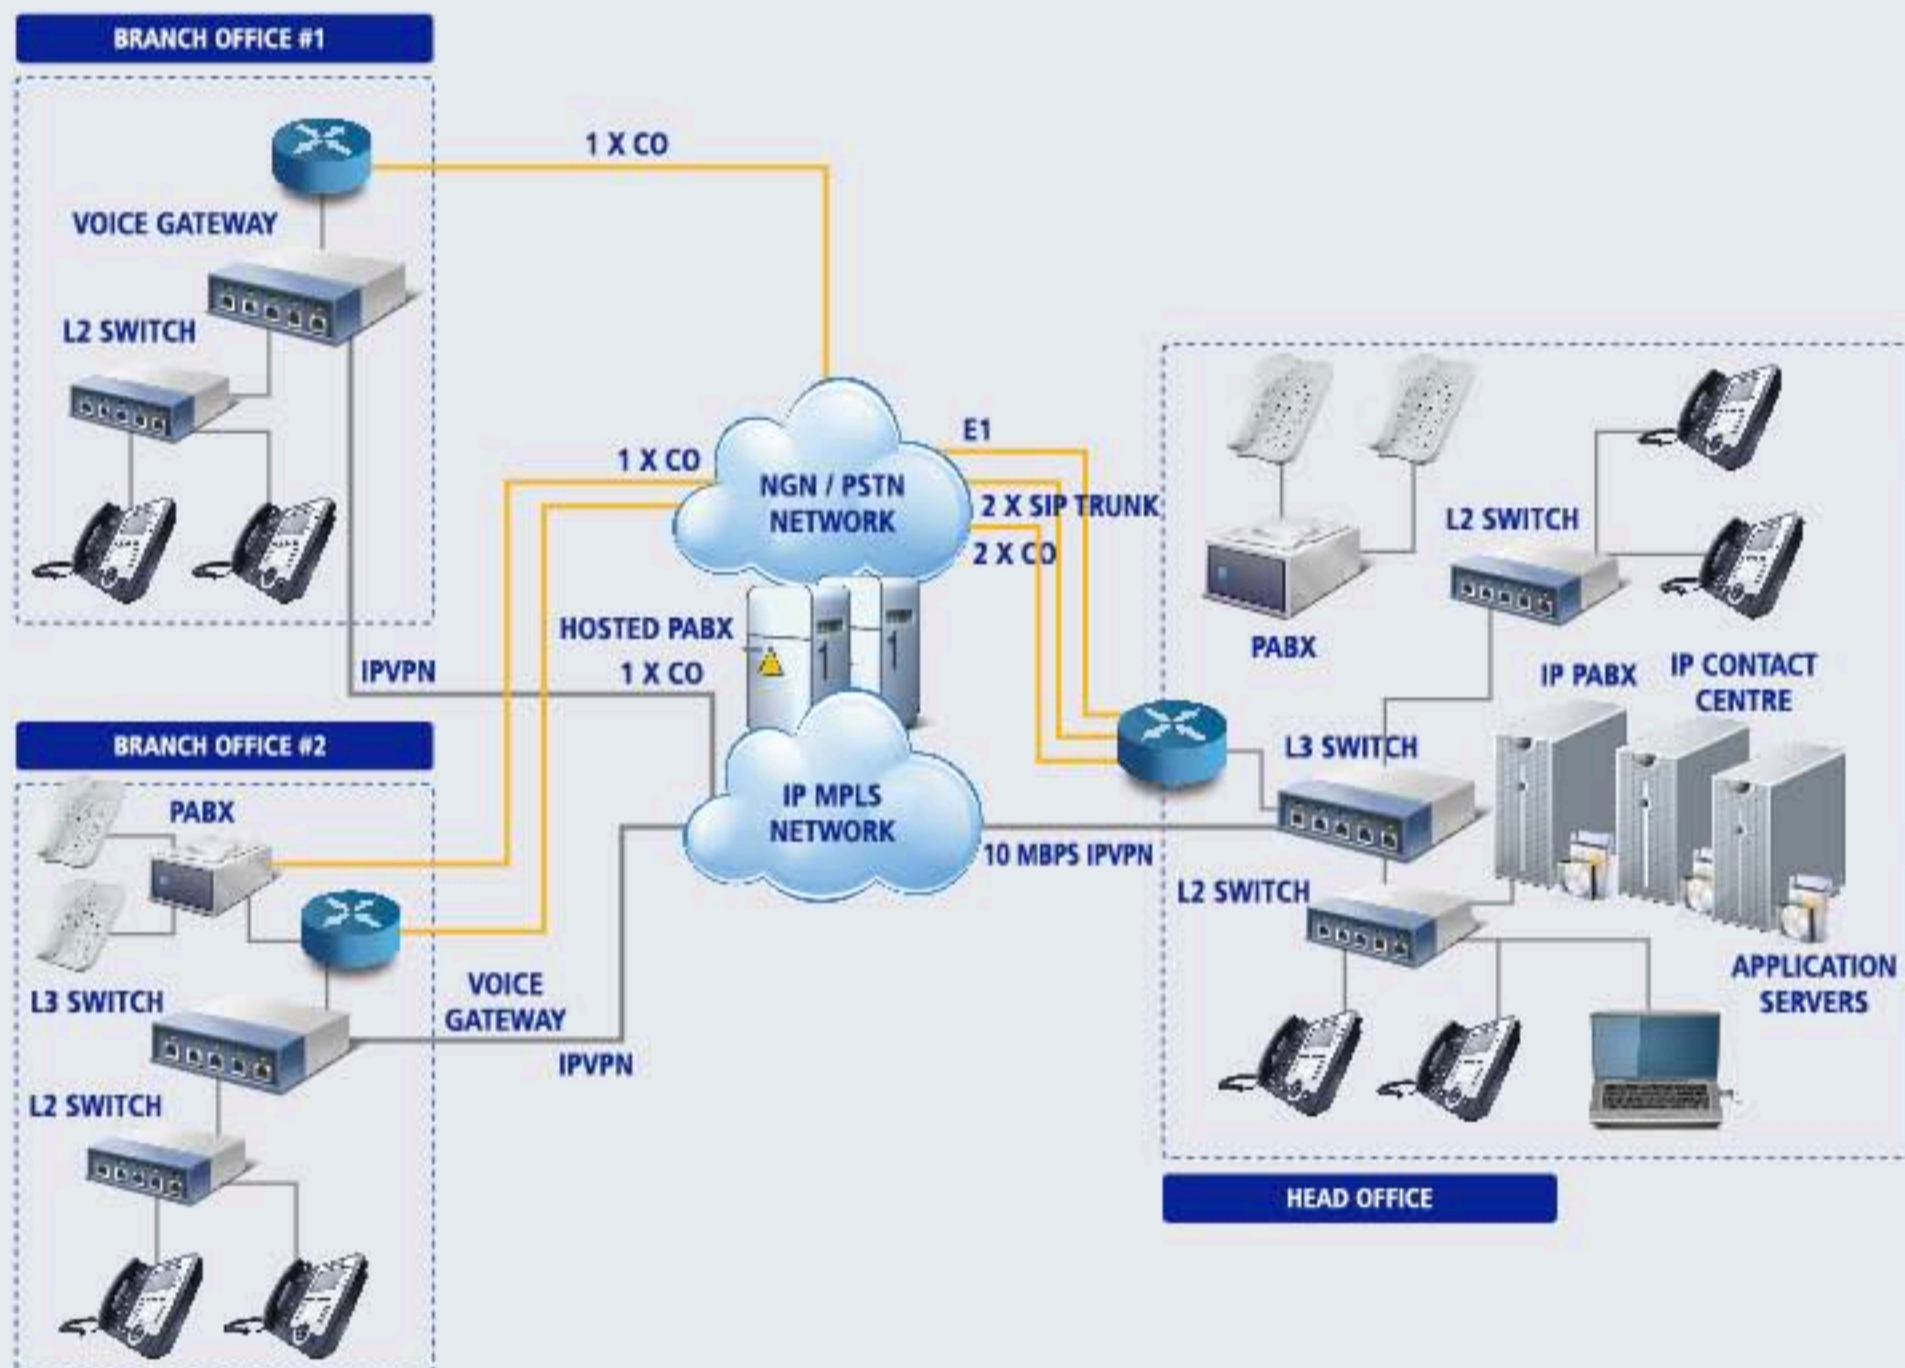 BRANCH OFFICE #1
1 X CO
VOICE GATEWAY
L2 SWITCH
1 X CO
NGN / PSTN
NETWORK
E1
2 X SIP TRUNK
2 X CO
HOSTED PABX
1 X CO
IPVPN
1
1
L2 SWITCH
PABX
IP PABX
IP CONTACT
CENTRE
L3 SWITCH
BRANCH OFFICE #2
PABX
IP MPLS
NETWORK
10 MBPS IPVPN
L2 SWITCH
APPLICATION
SERVERS
L3 SWITCH
VOICE
GATEWAY
IPVPN
L2 SWITCH
HEAD OFFICE